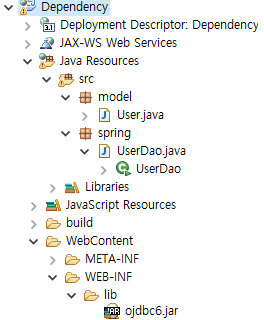 Dependency
Deployment Descriptor: Dependency
JAX-WS Web Services
Java Resources
src
model
User.java
spring
UserDao.java
UserDao
Libraries
JavaScript Resources
build
WebContent
META-INF
WEB-INF
lib
ojdbc6.jar